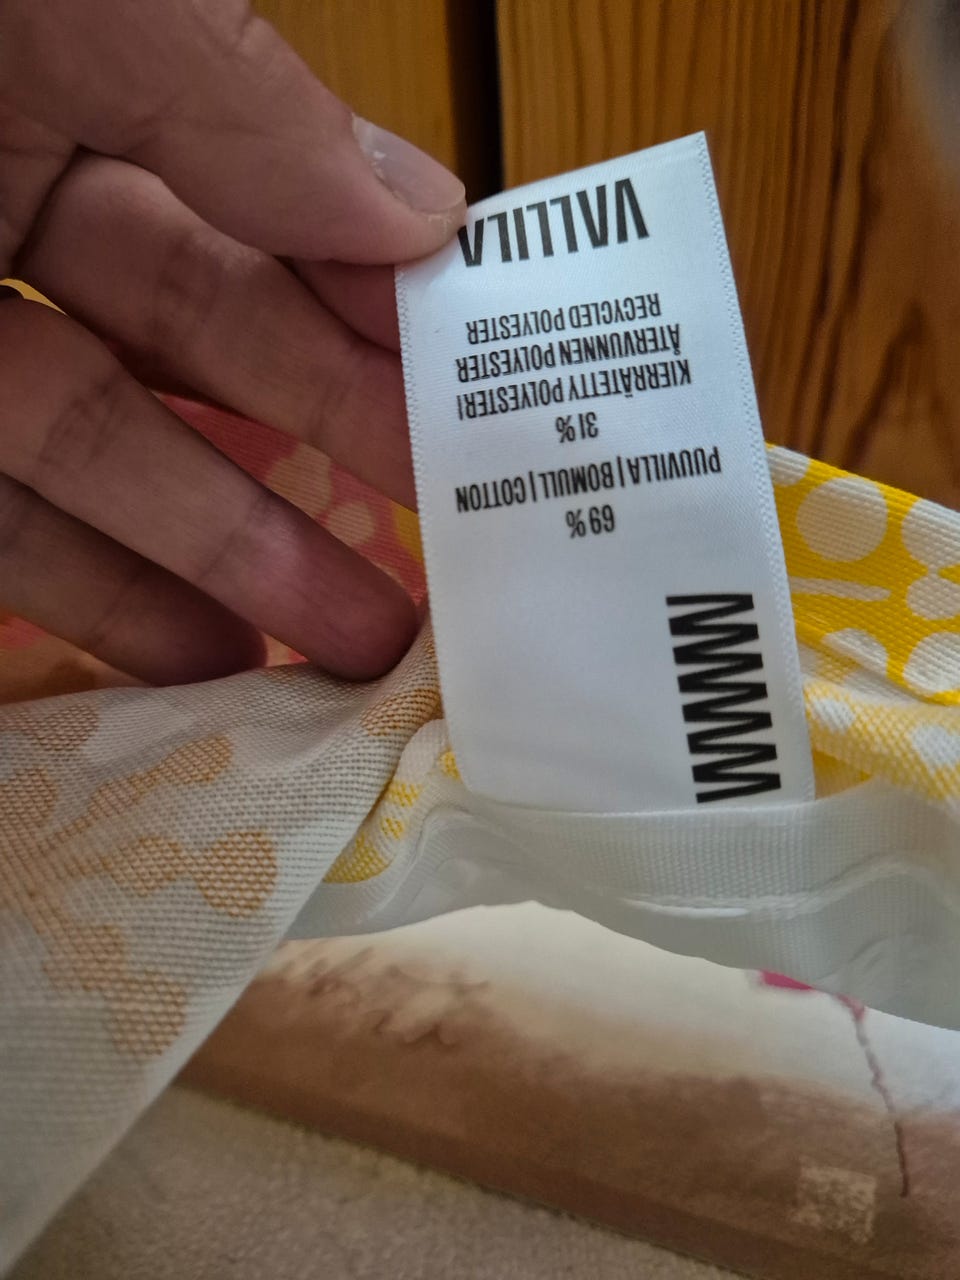 69 %
PUUVILLA | BOMULL | COTTON
31 %
KIERRÄTETTY POLYESTERI
ÅTERVUNNEN POLYESTER
RECYCLED POLYESTER
VALLILA